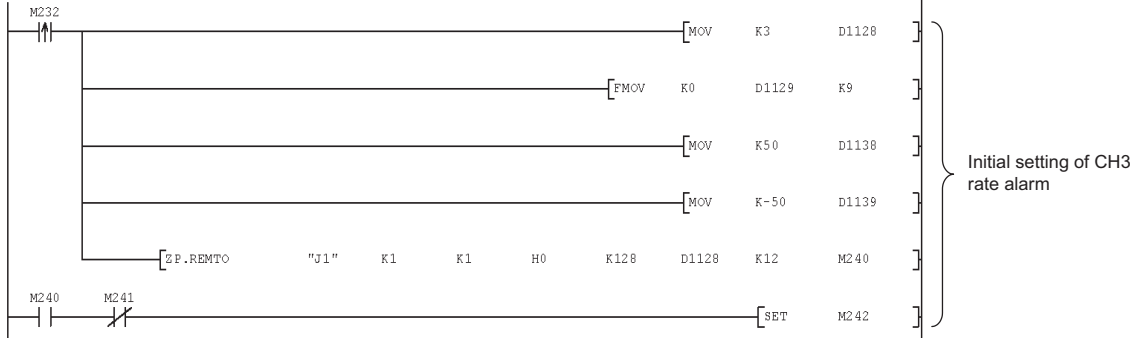 M232
MOV K3 D1128
FMOV K0 D1129 K9
MOV K50 D1138
MOV K-50 D1139
ZP.REMTO "J1" K1 K1 H0 K128 D1128 K12 M240
M240 M241
SET M242
Initial setting of CH3
rate alarm